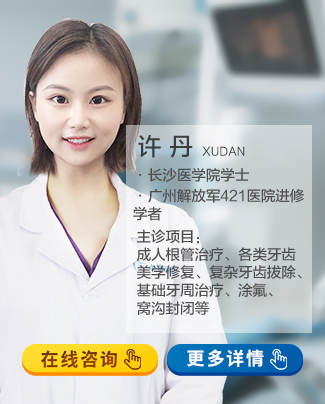 许 丹 XUDAN
· 长沙医学院学士
· 广州解放军421医院进修
学者
主诊项目：
成人根管治疗、各类牙齿
美学修复、复杂牙齿拔除、
基础牙周治疗、涂氟、
窝沟封闭等
在线咨询
更多详情